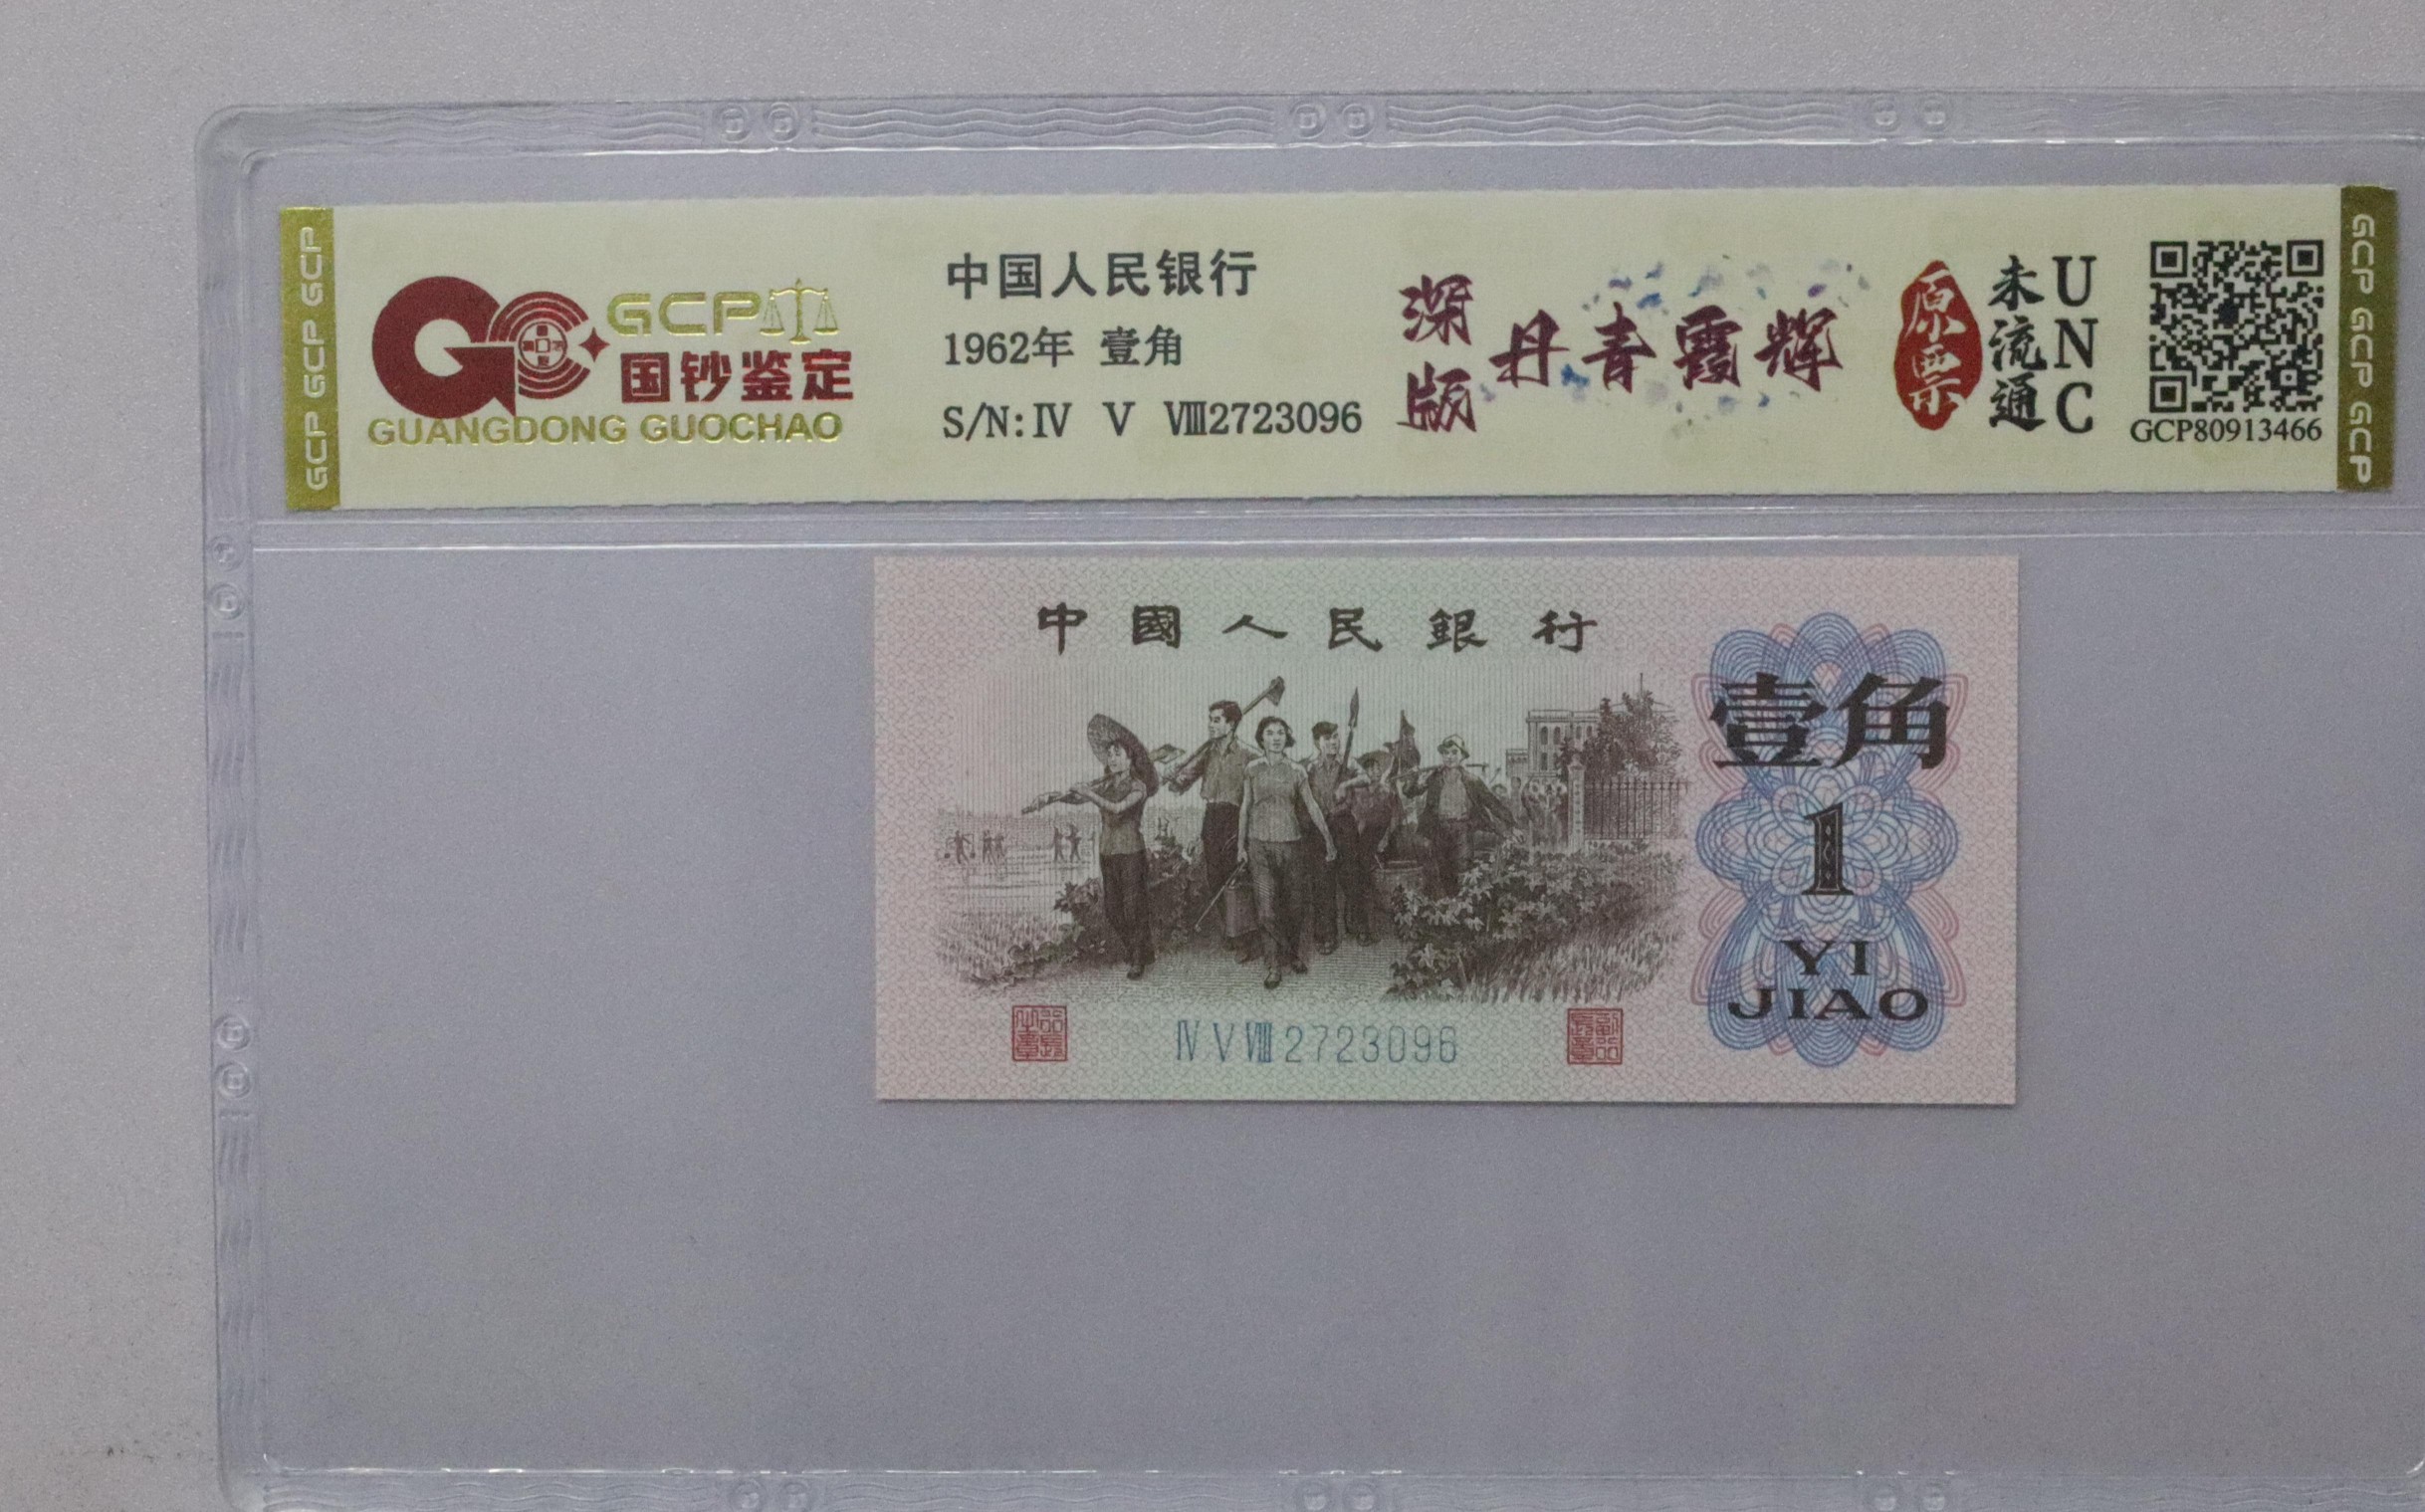 GCP GCP GCP
GCP
国钞鉴定
GUANGDONG GUOCHAO
中国人民银行
1962年 壹角
S/N:Ⅳ Ⅴ Ⅷ2723096
深版
丹青霞辉
原票
未流通
UNC
GCP80913466
GCP GCP GCP
中國人民銀行
壹角
1
YI
JIAO
ⅣⅤⅧ2723096